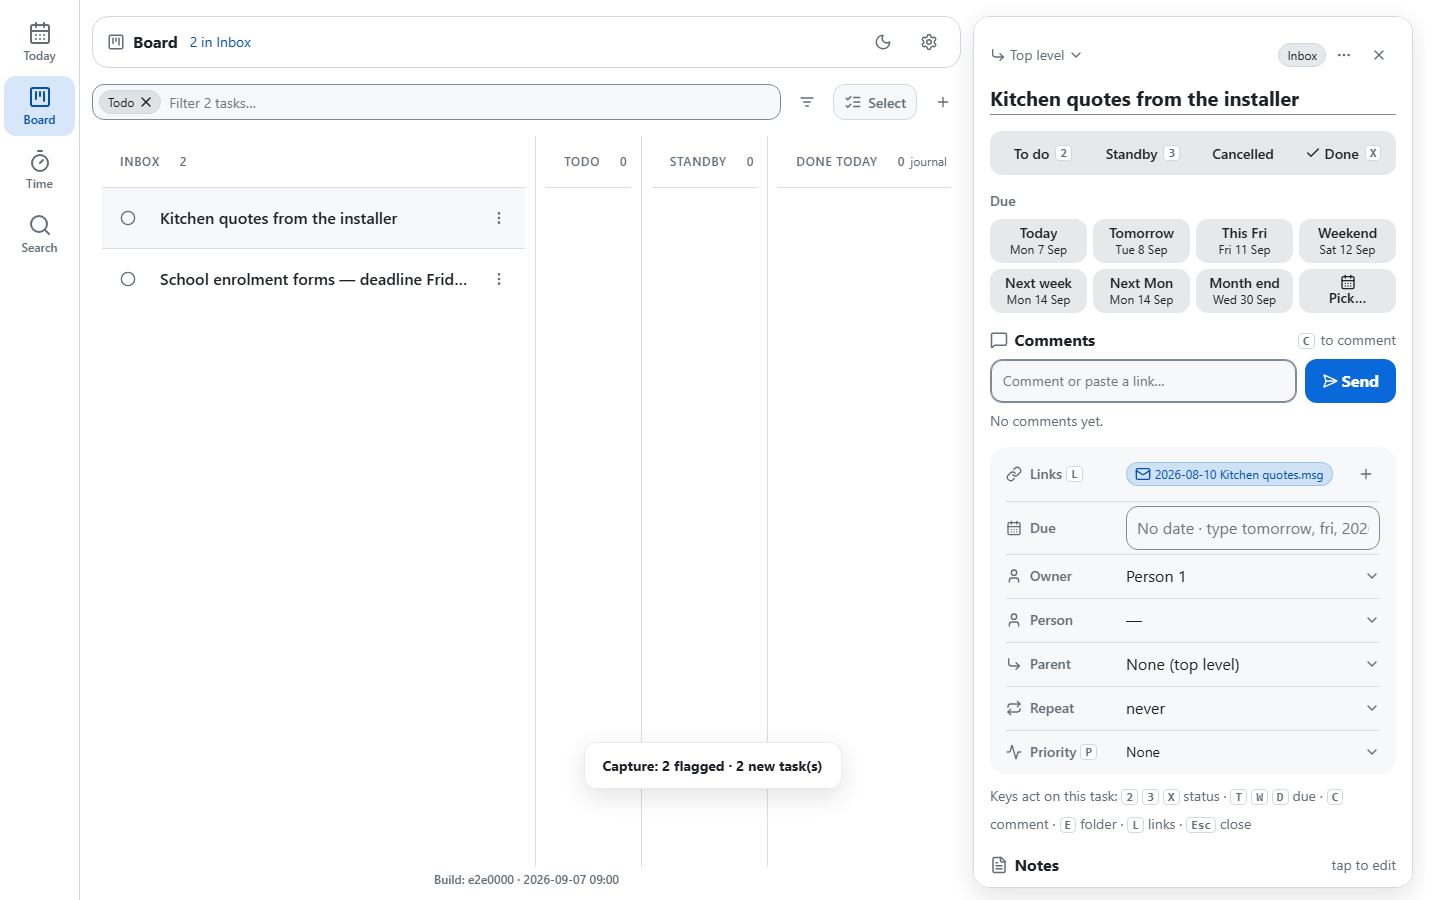 Today
Board
Time
Search
Board 2 in Inbox
Todo Filter 2 tasks... Select
INBOX 2
TODO 0
STANDBY 0
DONE TODAY 0 journal
Kitchen quotes from the installer
School enrolment forms — deadline Frid...
Capture: 2 flagged · 2 new task(s)
Build: e2e0000 · 2026-09-07 09:00
Top level Inbox
Kitchen quotes from the installer
To do 2 Standby 3 Cancelled Done X
Due
Today Tomorrow This Fri Weekend
Mon 7 Sep Tue 8 Sep Fri 11 Sep Sat 12 Sep
Next week Next Mon Month end Pick...
Mon 14 Sep Mon 14 Sep Wed 30 Sep
Comments C to comment
Comment or paste a link... Send
No comments yet.
Links L 2026-08-10 Kitchen quotes.msg
Due No date · type tomorrow, fri, 202
Owner Person 1
Person —
Parent None (top level)
Repeat never
Priority P None
Keys act on this task: 2 3 X status · T W D due · C
comment · E folder · L links · Esc close
Notes tap to edit